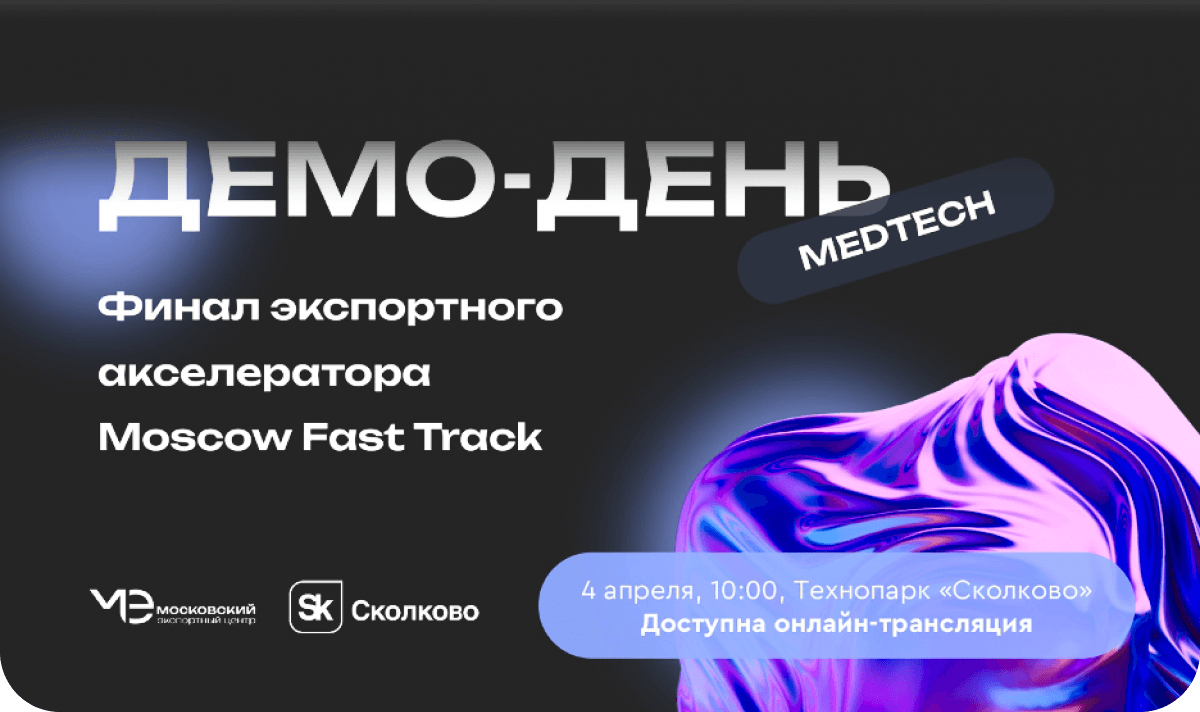 ДЕМО-ДЕНЬ
MEDTECH
Финал экспортного
акселератора
Moscow Fast Track
МЭ московский
экспортный центр
Sk Сколково
4 апреля, 10:00, Технопарк «Сколково»
Доступна онлайн-трансляция